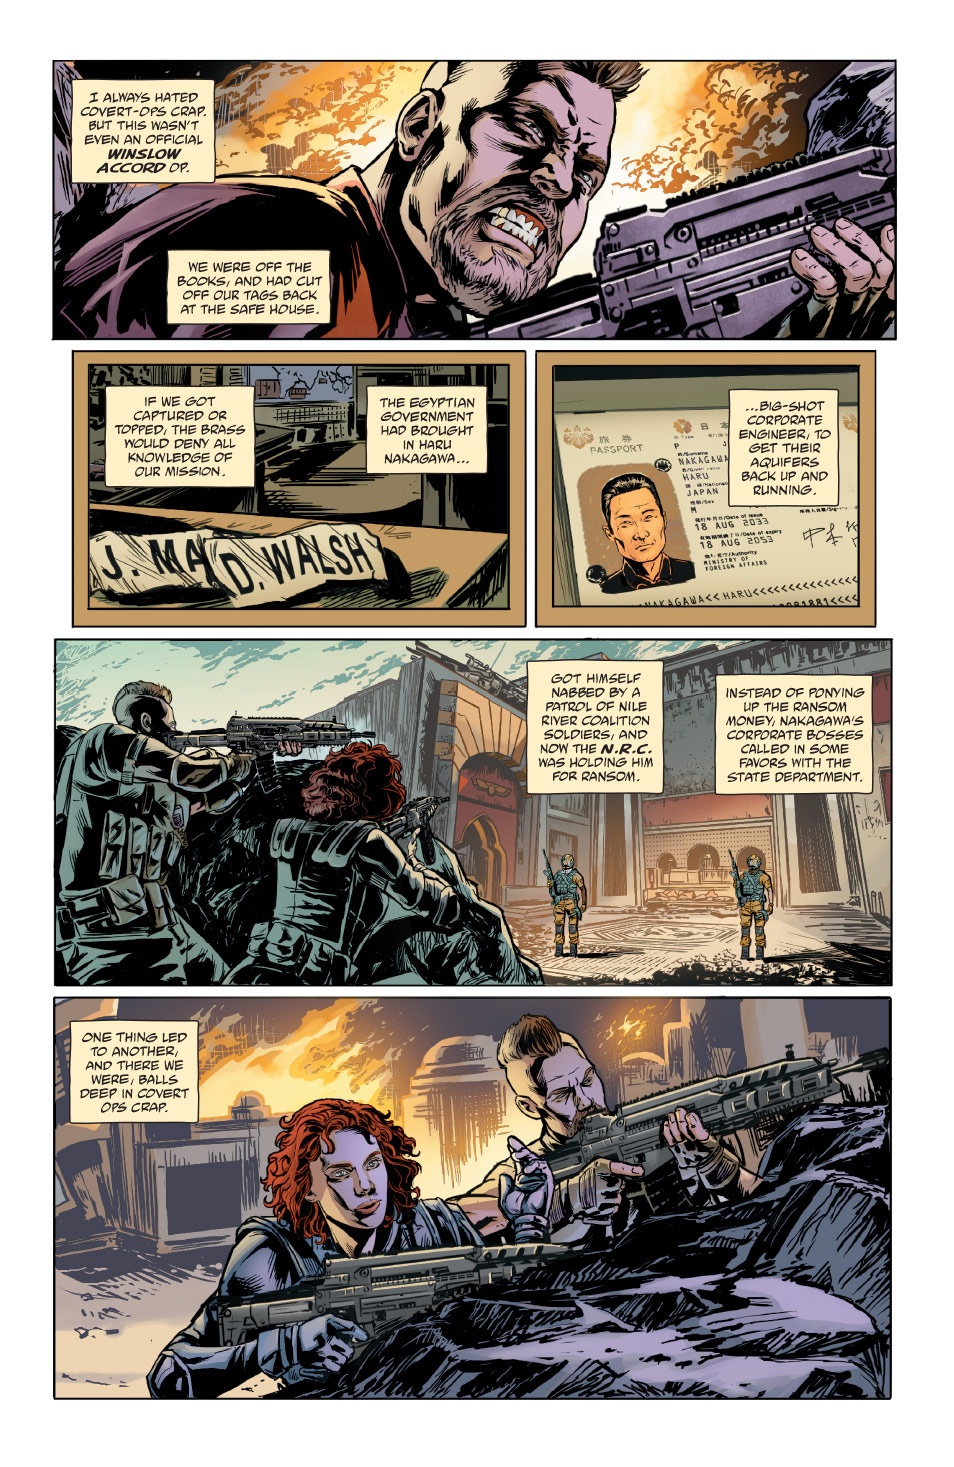 I ALWAYS HATED
COVERT-OPS CRAP.
BUT THIS WASN'T
EVEN AN OFFICIAL
WINSLOW
ACCORD OP.
WE WERE OFF THE
BOOKS, AND HAD CUT
OFF OUR TAGS BACK
AT THE SAFE HOUSE.
IF WE GOT
CAPTURED OR
TOPPED, THE BRASS
WOULD DENY ALL
KNOWLEDGE OF
OUR MISSION.
THE EGYPTIAN
GOVERNMENT
HAD BROUGHT
IN HARU
NAKAGAWA...
J. MA
D. WALSH
...BIG-SHOT
CORPORATE
ENGINEER, TO
GET THEIR
AQUIFERS
BACK UP AND
RUNNING.
旅券
PASSPORT
日本
P J
NAKAGAWA
HARU
JAPAN
M
18 AUG 2033
18 AUG 2053
MINISTRY OF
FOREIGN AFFAIRS
NAKAGAWA<<HARU<<<<<<<<<<<<
GOT HIMSELF
NABBED BY A
PATROL OF NILE
RIVER COALITION
SOLDIERS, AND
NOW THE N.R.C.
WAS HOLDING HIM
FOR RANSOM.
INSTEAD OF PONYING
UP THE RANSOM
MONEY, NAKAGAWA'S
CORPORATE BOSSES
CALLED IN SOME
FAVORS WITH THE
STATE DEPARTMENT.
ONE THING LED
TO ANOTHER,
AND THERE WE
WERE, BALLS
DEEP IN COVERT
OPS CRAP.